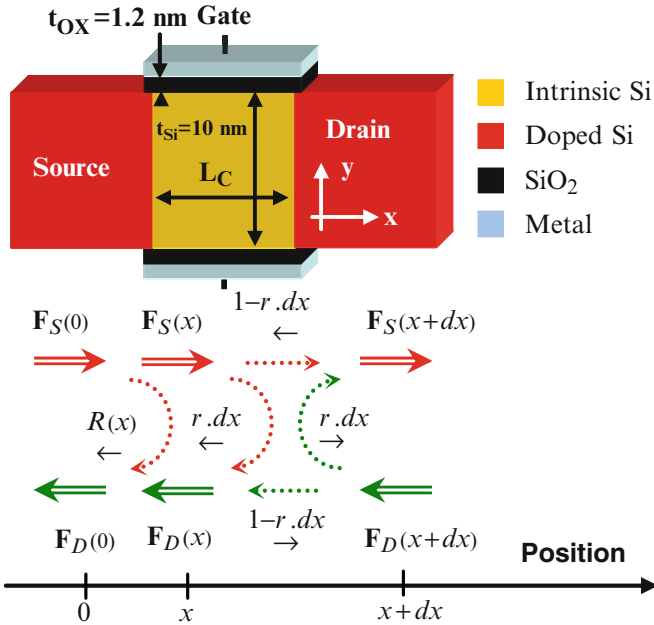 t_OX=1.2 nm Gate
t_Si=10 nm
Source
Drain
L_C
y
x
Intrinsic Si
Doped Si
SiO₂
Metal
1−r.dx
←
F_S(0) F_S(x) F_S(x+dx)
R(x) r.dx r.dx
← ← →
F_D(0) F_D(x) 1−r.dx F_D(x+dx)
→
Position
0 x x+dx